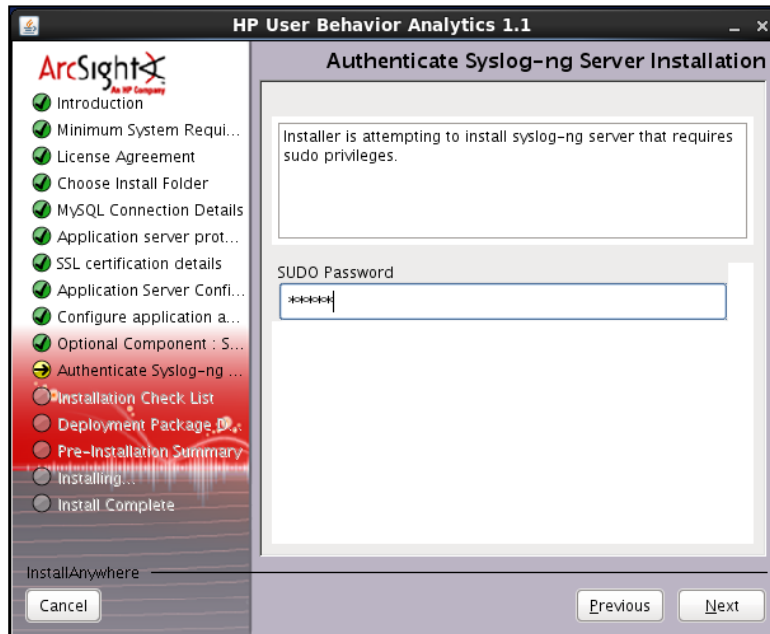 HP User Behavior Analytics 1.1
ArcSight
An HP Company
Authenticate Syslog-ng Server Installation
Introduction
Minimum System Requi...
License Agreement
Choose Install Folder
MySQL Connection Details
Application server prot...
SSL certification details
Application Server Confi...
Configure application a...
Optional Component : S...
Authenticate Syslog-ng ...
Installation Check List
Deployment Package D...
Pre-Installation Summary
Installing...
Install Complete
Installer is attempting to install syslog-ng server that requires
sudo privileges.
SUDO Password
*****
InstallAnywhere
Cancel
Previous
Next